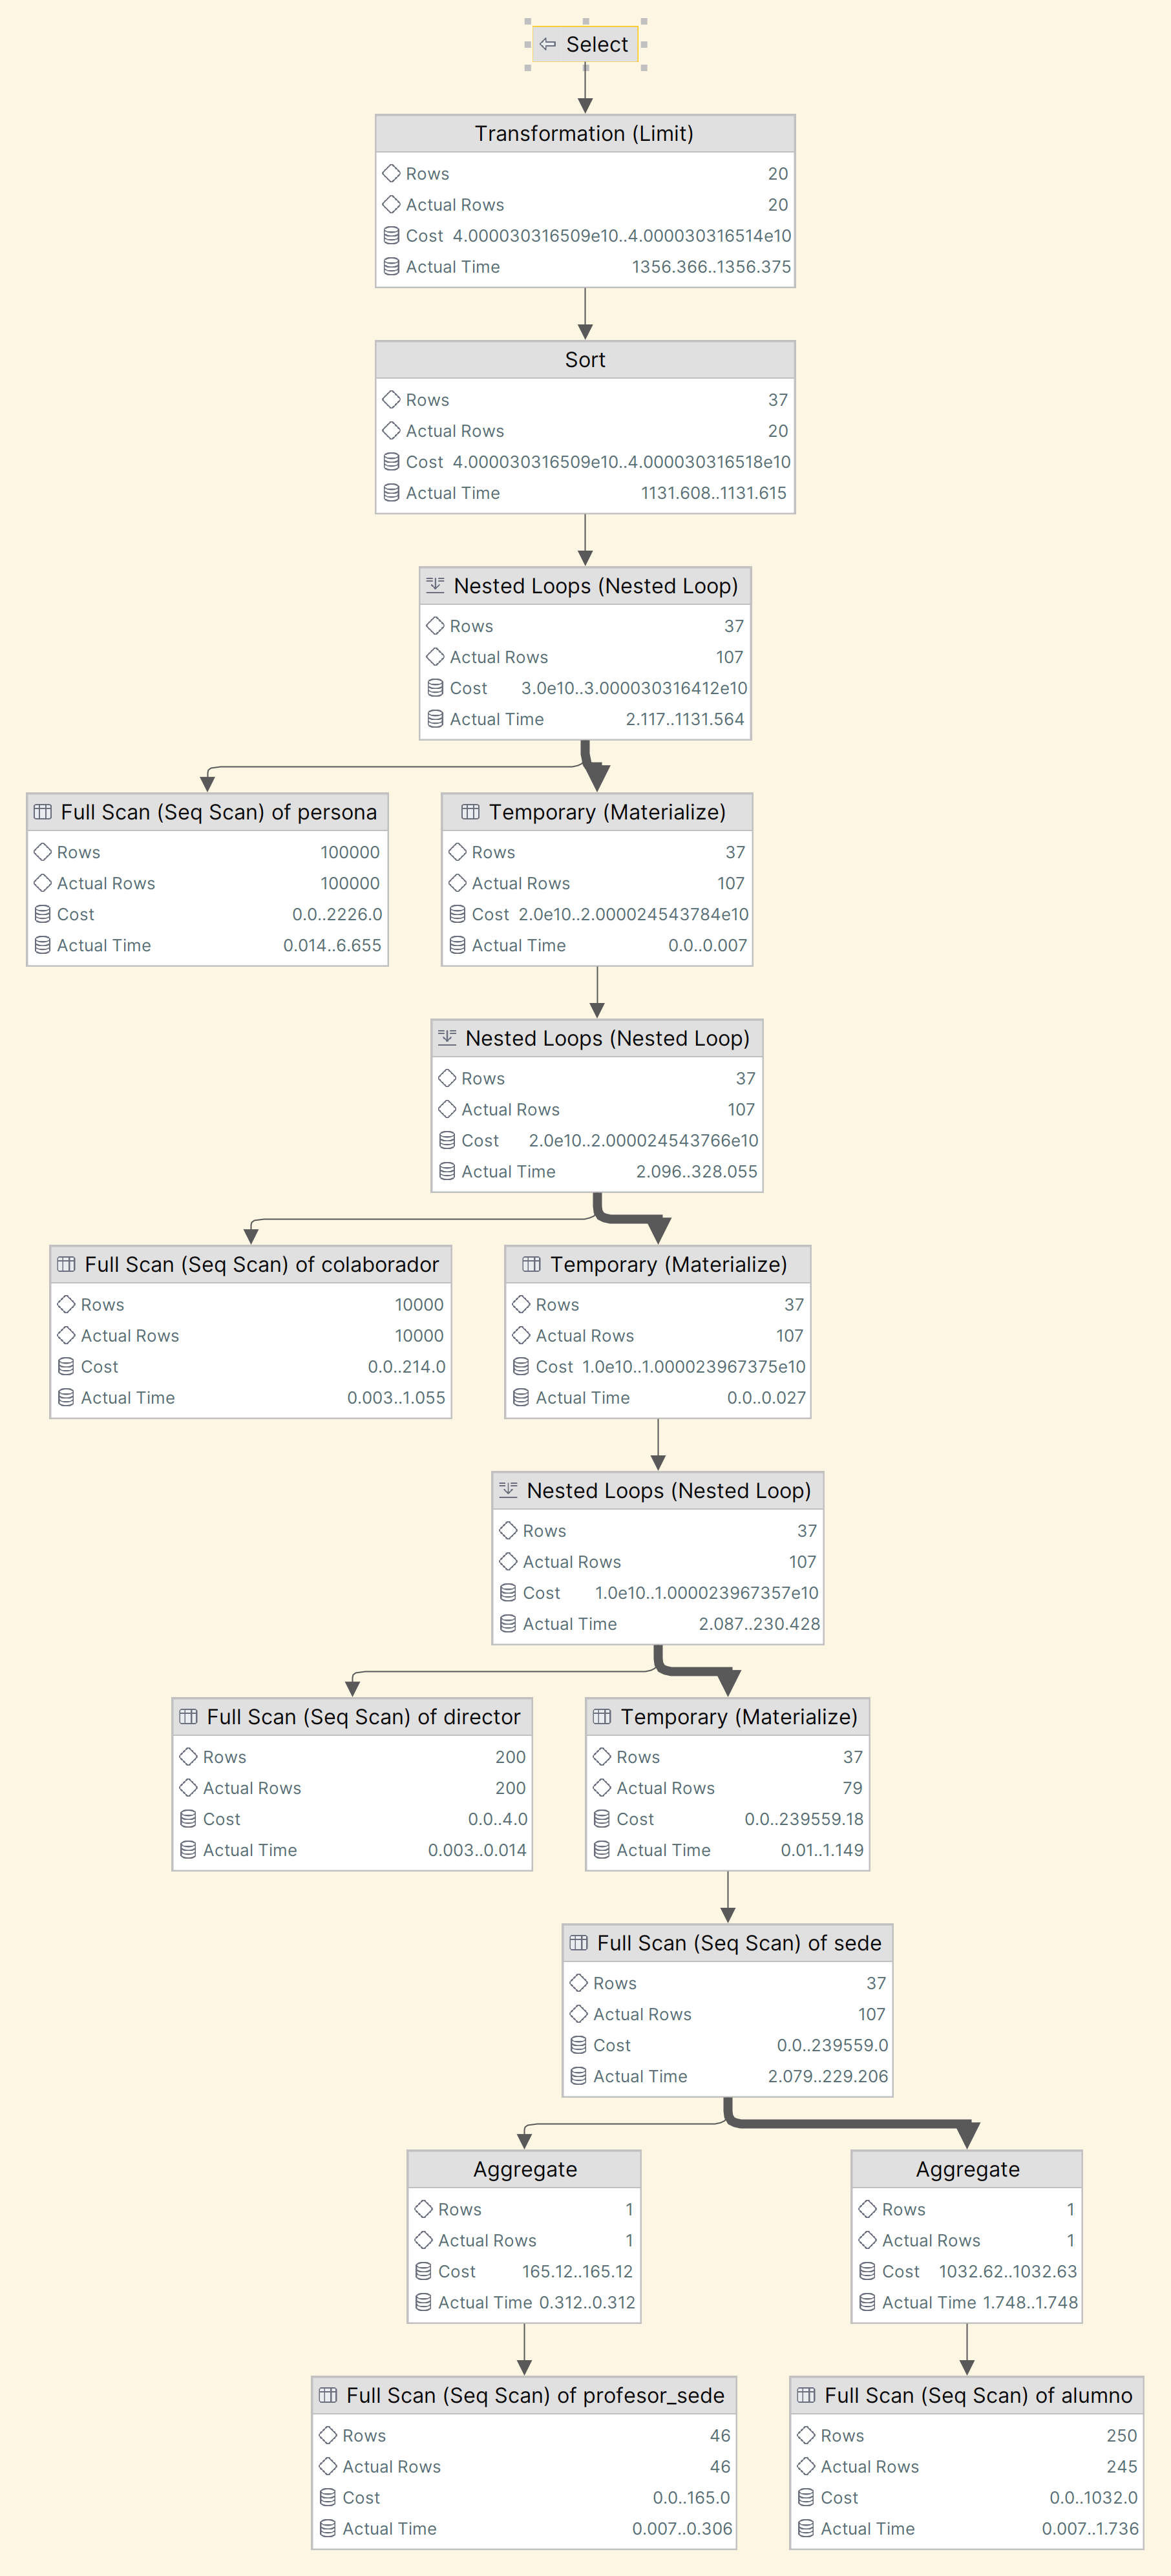 Select
Transformation (Limit)
Rows 20
Actual Rows 20
Cost 4.000030316509e10..4.000030316514e10
Actual Time 1356.366..1356.375
Sort
Rows 37
Actual Rows 20
Cost 4.000030316509e10..4.000030316518e10
Actual Time 1131.608..1131.615
Nested Loops (Nested Loop)
Rows 37
Actual Rows 107
Cost 3.0e10..3.000030316412e10
Actual Time 2.117..1131.564
Full Scan (Seq Scan) of persona
Rows 100000
Actual Rows 100000
Cost 0.0..2226.0
Actual Time 0.014..6.655
Temporary (Materialize)
Rows 37
Actual Rows 107
Cost 2.0e10..2.000024543784e10
Actual Time 0.0..0.007
Nested Loops (Nested Loop)
Rows 37
Actual Rows 107
Cost 2.0e10..2.000024543766e10
Actual Time 2.096..328.055
Full Scan (Seq Scan) of colaborador
Rows 10000
Actual Rows 10000
Cost 0.0..214.0
Actual Time 0.003..1.055
Temporary (Materialize)
Rows 37
Actual Rows 107
Cost 1.0e10..1.000023967375e10
Actual Time 0.0..0.027
Nested Loops (Nested Loop)
Rows 37
Actual Rows 107
Cost 1.0e10..1.000023967357e10
Actual Time 2.087..230.428
Full Scan (Seq Scan) of director
Rows 200
Actual Rows 200
Cost 0.0..4.0
Actual Time 0.003..0.014
Temporary (Materialize)
Rows 37
Actual Rows 79
Cost 0.0..239559.18
Actual Time 0.01..1.149
Full Scan (Seq Scan) of sede
Rows 37
Actual Rows 107
Cost 0.0..239559.0
Actual Time 2.079..229.206
Aggregate
Rows 1
Actual Rows 1
Cost 165.12..165.12
Actual Time 0.312..0.312
Aggregate
Rows 1
Actual Rows 1
Cost 1032.62..1032.63
Actual Time 1.748..1.748
Full Scan (Seq Scan) of profesor_sede
Rows 46
Actual Rows 46
Cost 0.0..165.0
Actual Time 0.007..0.306
Full Scan (Seq Scan) of alumno
Rows 250
Actual Rows 245
Cost 0.0..1032.0
Actual Time 0.007..1.736